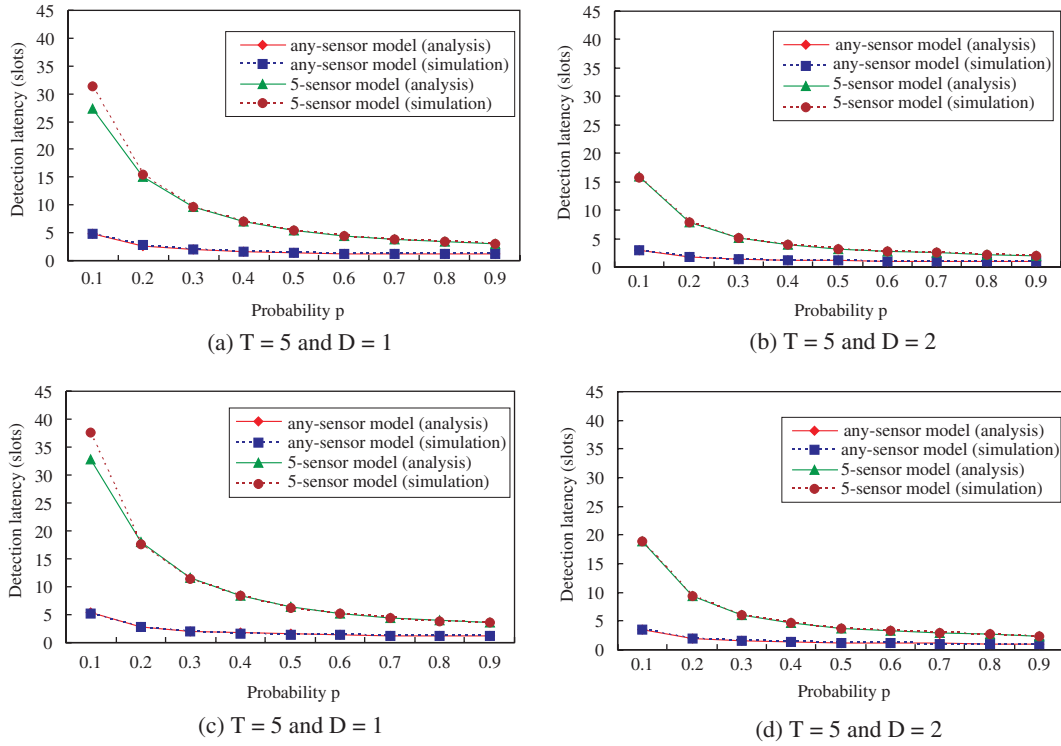 45
40
35
30
25
20
15
10
5
0
Detection latency (slots)
any-sensor model (analysis)
any-sensor model (simulation)
5-sensor model (analysis)
5-sensor model (simulation)
0.1 0.2 0.3 0.4 0.5 0.6 0.7 0.8 0.9
Probability p
(a) T = 5 and D = 1
45
40
35
30
25
20
15
10
5
0
Detection latency (slots)
any-sensor model (analysis)
any-sensor model (simulation)
5-sensor model (analysis)
5-sensor model (simulation)
0.1 0.2 0.3 0.4 0.5 0.6 0.7 0.8 0.9
Probability p
(b) T = 5 and D = 2
45
40
35
30
25
20
15
10
5
0
Detection latency (slots)
any-sensor model (analysis)
any-sensor model (simulation)
5-sensor model (analysis)
5-sensor model (simulation)
0.1 0.2 0.3 0.4 0.5 0.6 0.7 0.8 0.9
Probability p
(c) T = 5 and D = 1
45
40
35
30
25
20
15
10
5
0
Detection latency (slots)
any-sensor model (analysis)
any-sensor model (simulation)
5-sensor model (analysis)
5-sensor model (simulation)
0.1 0.2 0.3 0.4 0.5 0.6 0.7 0.8 0.9
Probability p
(d) T = 5 and D = 2